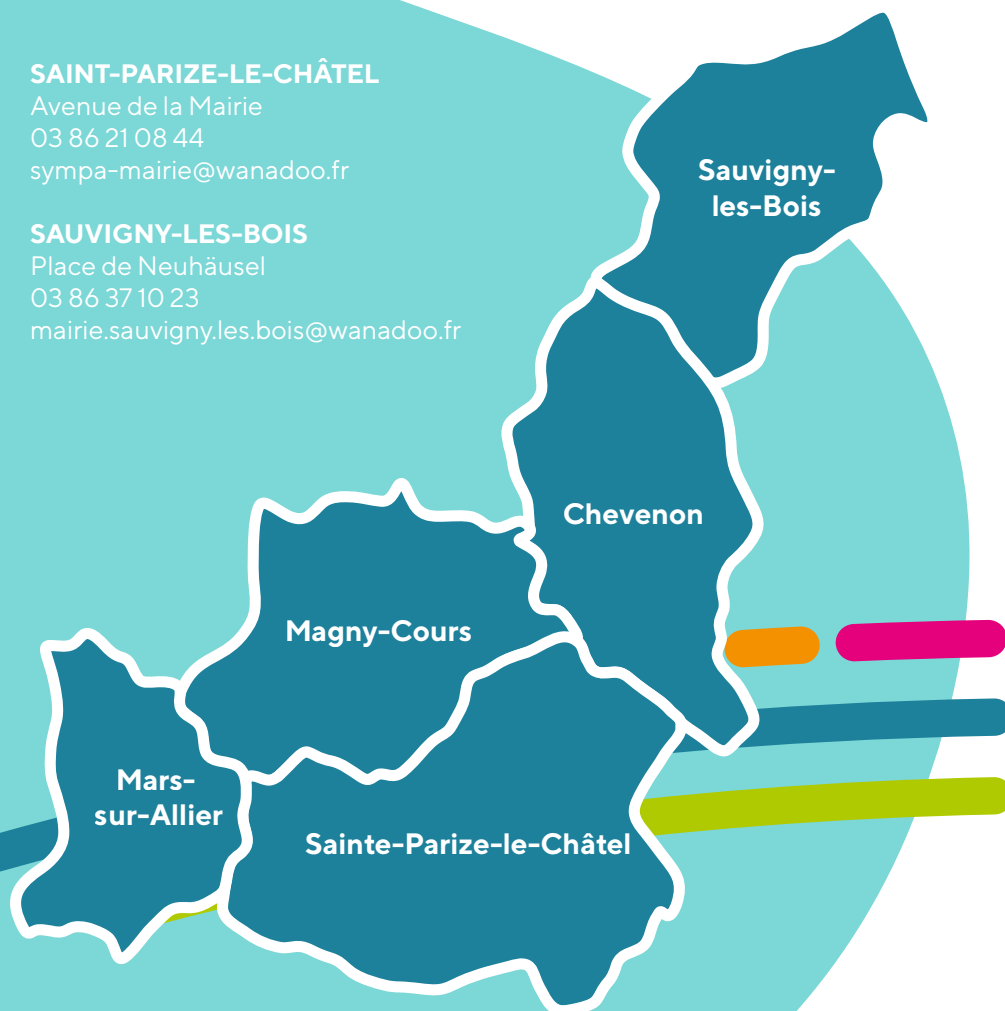 SAINT-PARIZE-LE-CHÂTEL
Avenue de la Mairie
03 86 21 08 44
sympa-mairie@wanadoo.fr
SAUVIGNY-LES-BOIS
Place de Neuhäusel
03 86 37 10 23
mairie.sauvigny.les.bois@wanadoo.fr
Sauvigny-
les-Bois
Chevenon
Magny-Cours
Mars-
sur-Allier
Sainte-Parize-le-Châtel